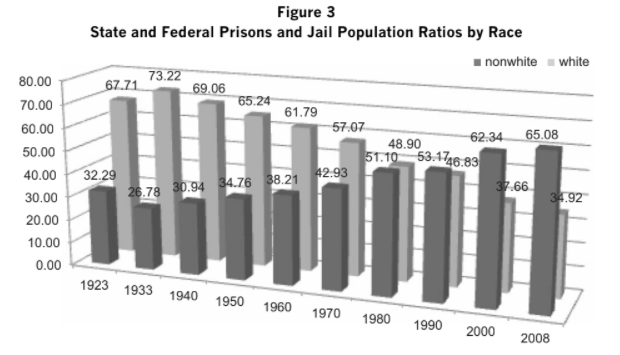 Figure 3
State and Federal Prisons and Jail Population Ratios by Race
nonwhite white
80.00
70.00
60.00
50.00
40.00
30.00
20.00
10.00
0.00
67.71 73.22 69.06 65.24 61.79 57.07 48.90 46.83 37.66 34.92
32.29 26.78 30.94 34.76 38.21 42.93 51.10 53.17 62.34 65.08
1923 1933 1940 1950 1960 1970 1980 1990 2000 2008